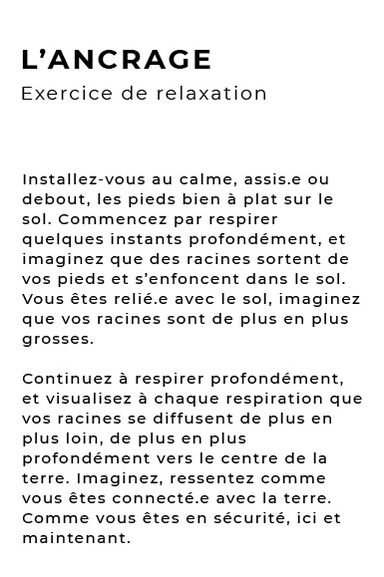 L’ANCRAGE
Exercice de relaxation
Installez-vous au calme, assis.e ou
debout, les pieds bien à plat sur le
sol. Commencez par respirer
quelques instants profondément, et
imaginez que des racines sortent de
vos pieds et s’enfoncent dans le sol.
Vous êtes relié.e avec le sol, imaginez
que vos racines sont de plus en plus
grosses.
Continuez à respirer profondément,
et visualisez à chaque respiration que
vos racines se diffusent de plus en
plus loin, de plus en plus
profondément vers le centre de la
terre. Imaginez, ressentez comme
vous êtes connecté.e avec la terre.
Comme vous êtes en sécurité, ici et
maintenant.